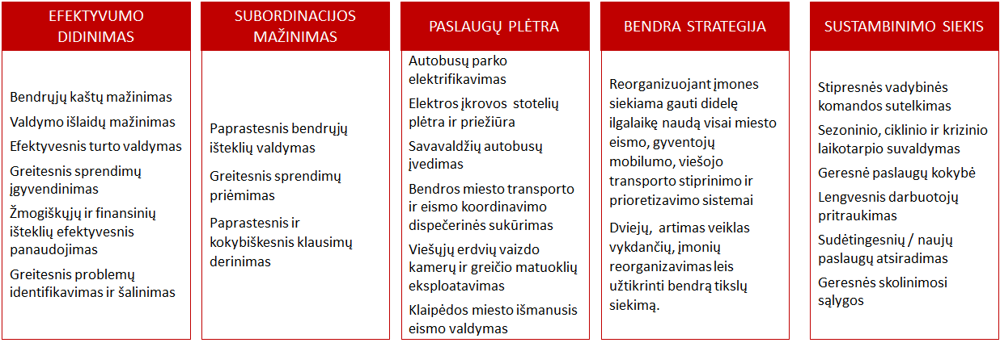 EFEKTYVUMO
DIDINIMAS
Bendrųjų kaštų mažinimas
Valdymo išlaidų mažinimas
Efektyvesnis turto valdymas
Greitesnis sprendimų
įgyvendinimas
Žmogiškųjų ir finansinių
išteklių efektyvesnis
panaudojimas
Greitesnis problemų
identifikavimas ir šalinimas
SUBORDINACIJOS
MAŽINIMAS
Paprastesnis bendrųjų
išteklių valdymas
Greitesnis sprendimų
priėmimas
Paprastesnis ir
kokybiškesnis klausimų
derinimas
PASLAUGŲ PLĖTRA
Autobusų parko
elektrifikavimas
Elektros įkrovos stotelių
plėtra ir priežiūra
Savavaldžių autobusų
įvedimas
Bendros miesto transporto
ir eismo koordinavimo
dispečerinės sukūrimas
Viešųjų erdvių vaizdo
kamerų ir greičio matuoklių
eksploatavimas
Klaipėdos miesto išmanusis
eismo valdymas
BENDRA STRATEGIJA
Reorganizuojant įmones
siekiama gauti didelę
ilgalaikę naudą visai miesto
eismo, gyventojų
mobilumo, viešojo
transporto stiprinimo ir
prioretizavimo sistemai
Dviejų, artimas veiklas
vykdančių, įmonių
reorganizavimas leis
užtikrinti bendrą tikslų
siekimą.
SUSTAMBINIMO SIEKIS
Stipresnės vadybinės
komandos sutelkimas
Sezoninio, ciklinio ir krizinio
laikotarpio suvaldymas
Geresnė paslaugų kokybė
Lengvesnis darbuotojų
pritraukimas
Sudėtingesnių / naujų
paslaugų atsiradimas
Geresnės skolinimosi
sąlygos